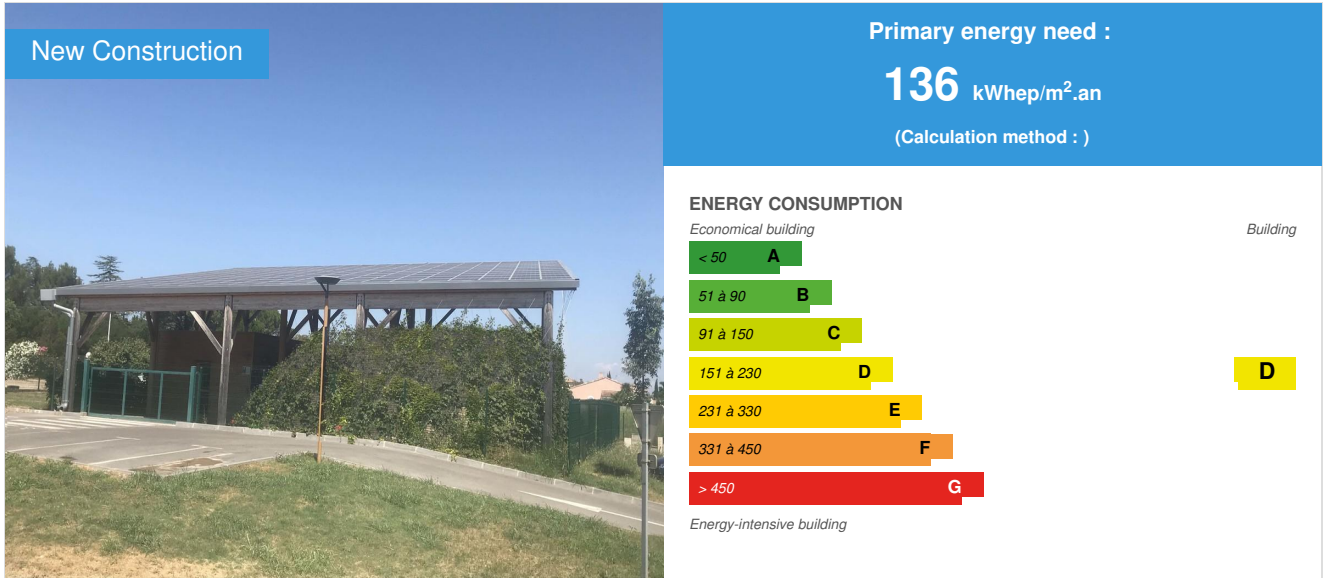 New Construction
Primary energy need :
136 kWhep/m².an
(Calculation method : )
ENERGY CONSUMPTION
Economical building
Building
< 50 A
51 à 90 B
91 à 150 C
151 à 230 D
D
231 à 330 E
331 à 450 F
> 450 G
Energy-intensive building